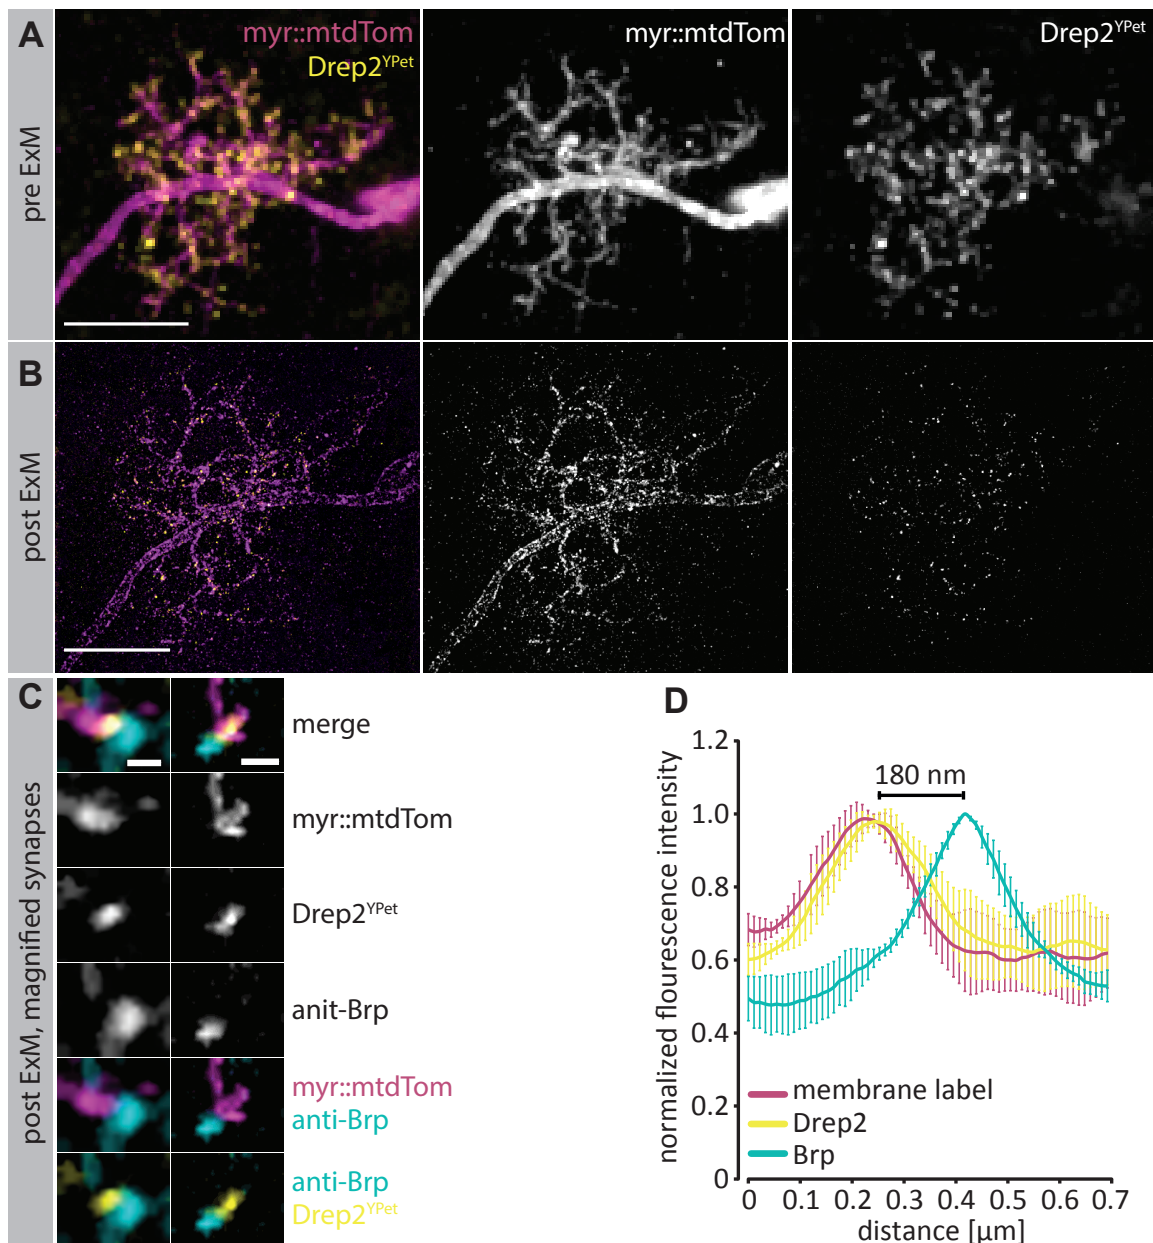 A
pre ExM
myr::mtdTom
Drep2YPet
myr::mtdTom
Drep2YPet
B
post ExM
C
post ExM, magnified synapses
merge
myr::mtdTom
Drep2YPet
anit-Brp
myr::mtdTom
anti-Brp
anti-Brp
Drep2YPet
D
normalized flourescence intensity
1.2
1.0
0.8
0.6
0.4
0.2
0
180 nm
membrane label
Drep2
Brp
0 0.1 0.2 0.3 0.4 0.5 0.6 0.7
distance [µm]